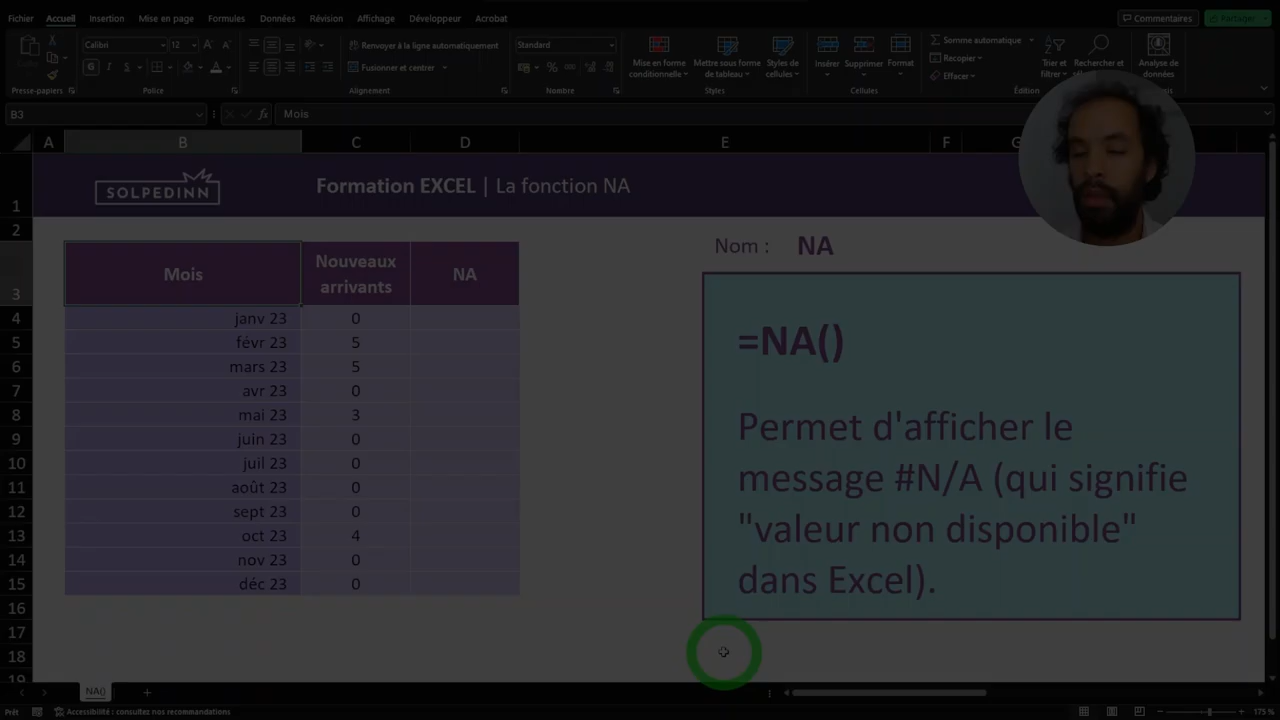 Fichier Accueil Insertion Mise en page Formules Données Révision Affichage Développeur Acrobat Commentaires Partager
Calibri 12 Renvoyer à la ligne automatiquement Standard Somme automatique
Fusionner et centrer Mise en forme conditionnelle Mettre sous forme de tableau Styles de cellules Insérer Supprimer Format Recopier Effacer Trier et filtrer Rechercher et Analyse de données
Presse-papiers Police Alignement Nombre Styles Cellules Édition
B3 fx Mois
A B C D E F
1 SOLPEDINN Formation EXCEL | La fonction NA
2 Nom : NA
3 Mois Nouveaux arrivants NA
4 janv 23 0
5 févr 23 5
6 mars 23 5
7 avr 23 0
8 mai 23 3
9 juin 23 0
10 juil 23 0
11 août 23 0
12 sept 23 0
13 oct 23 4
14 nov 23 0
15 déc 23 0
16
17
18
19
=NA()
Permet d'afficher le
message #N/A (qui signifie
"valeur non disponible"
dans Excel).
NA()
Prêt Accessibilité : consultez nos recommandations 175 %